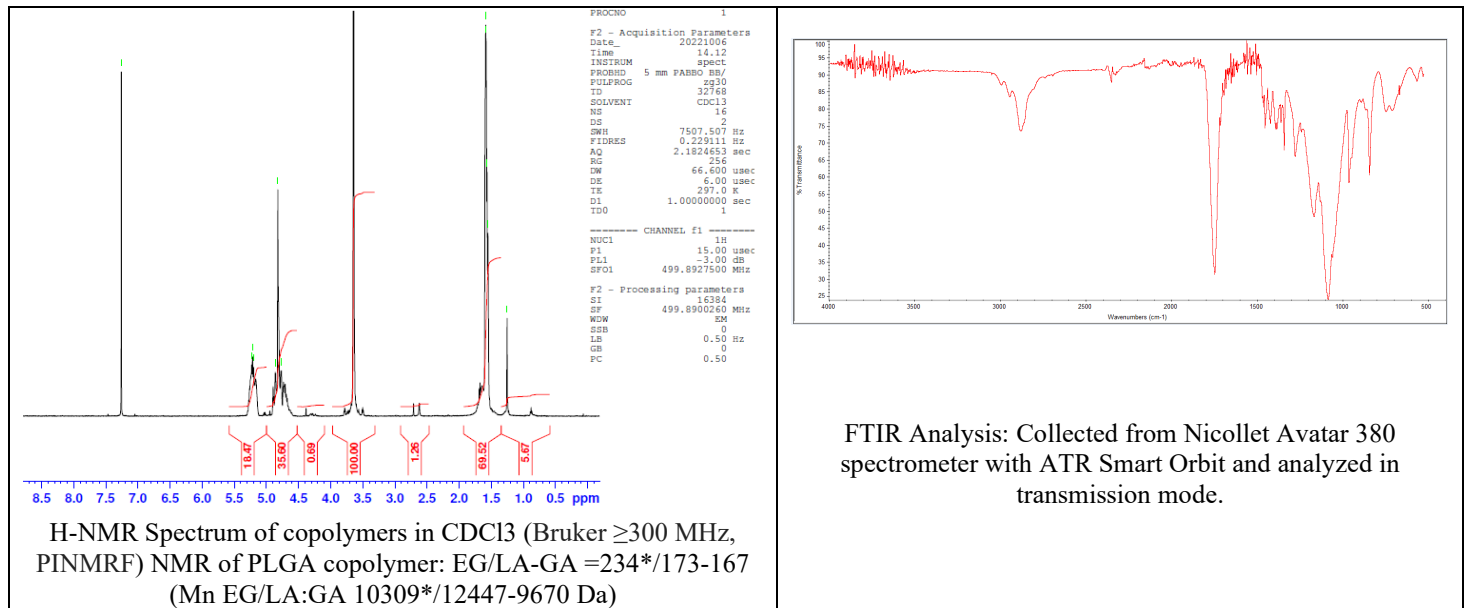 PROCNO 1
F2 - Acquisition Parameters
Date_ 20221006
Time 14.12
INSTRUM spect
PROBHD 5 mm PABBO BB/
PULPROG zg30
TD 32768
SOLVENT CDCl3
NS 16
DS 2
SWH 7507.507 Hz
FIDRES 0.229111 Hz
AQ 2.1824653 sec
RG 256
DW 66.600 usec
DE 6.00 usec
TE 297.0 K
D1 1.00000000 sec
TD0 1
======== CHANNEL f1 ========
NUC1 1H
P1 15.00 usec
PL1 -3.00 dB
SFO1 499.8927500 MHz
F2 - Processing parameters
SI 16384
SF 499.8900260 MHz
WDW EM
SSB 0
LB 0.50 Hz
GB 0
PC 0.50
18.47 35.60 0.69 100.00 1.26 69.52 5.67
8.5 8.0 7.5 7.0 6.5 6.0 5.5 5.0 4.5 4.0 3.5 3.0 2.5 2.0 1.5 1.0 0.5 ppm
H-NMR Spectrum of copolymers in CDCl3 (Bruker ≥300 MHz,
PINMRF) NMR of PLGA copolymer: EG/LA-GA =234*/173-167
(Mn EG/LA:GA 10309*/12447-9670 Da)
100
95
90
85
80
75
70
65
60
55
50
45
40
35
30
25
%Transmittance
4000 3500 3000 2500 2000 1500 1000 500
Wavenumbers (cm-1)
FTIR Analysis: Collected from Nicollet Avatar 380
spectrometer with ATR Smart Orbit and analyzed in
transmission mode.